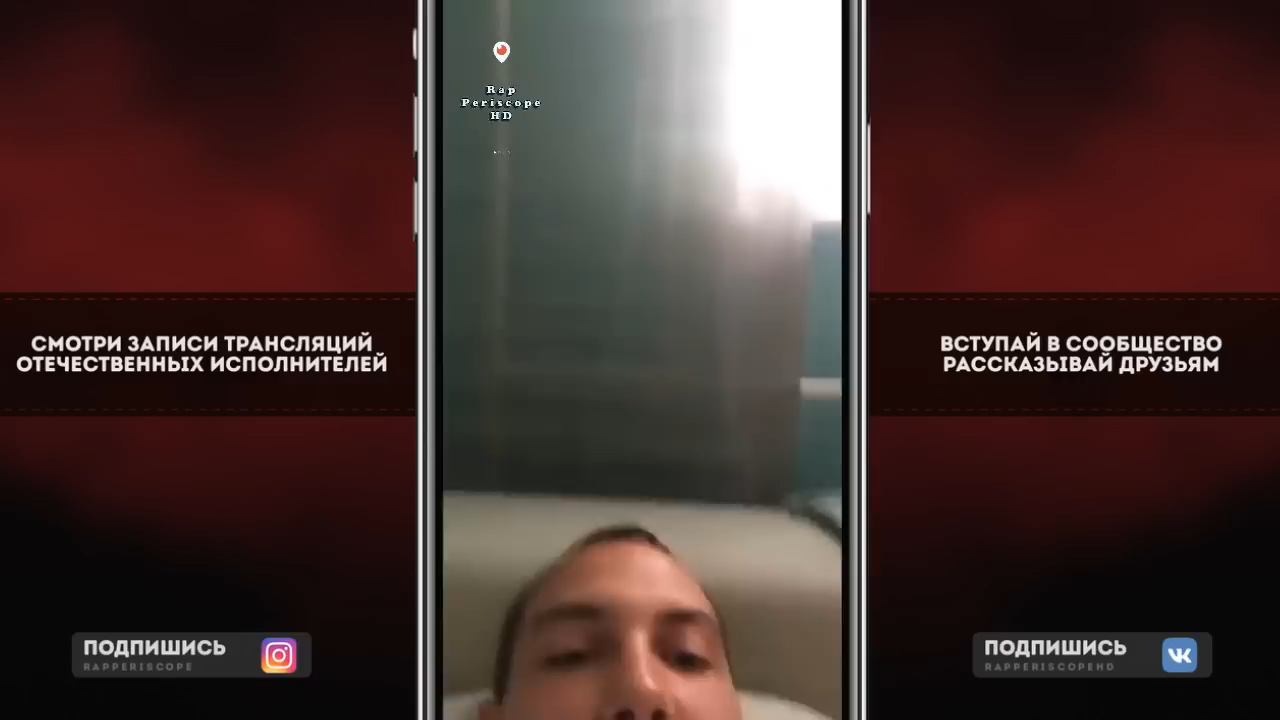 Rap
Periscope
HD
СМОТРИ ЗАПИСИ ТРАНСЛЯЦИЙ
ОТЕЧЕСТВЕННЫХ ИСПОЛНИТЕЛЕЙ
ВСТУПАЙ В СООБЩЕСТВО
РАССКАЗЫВАЙ ДРУЗЬЯМ
ПОДПИШИСЬ
RAPPERISCOPE
ПОДПИШИСЬ
RAPPERISCOPEHD